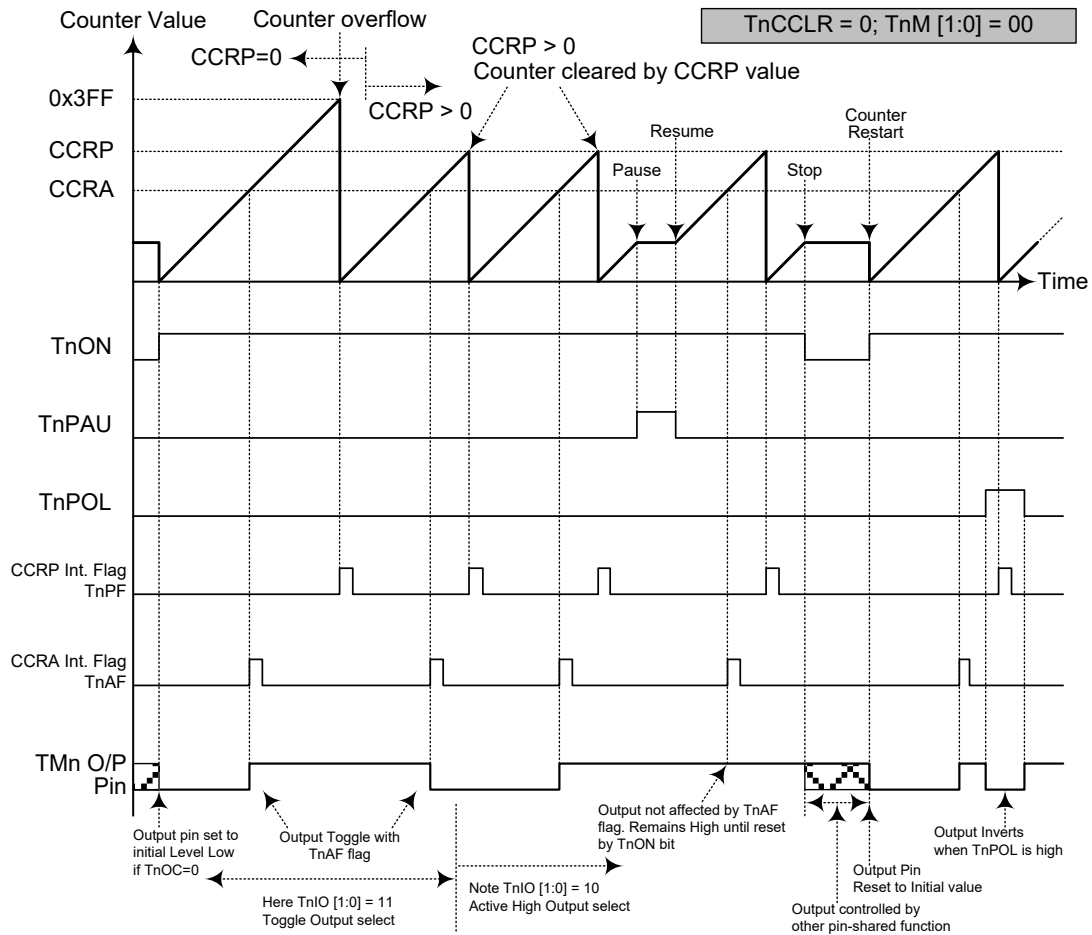 Counter Value
Counter overflow
TnCCLR = 0; TnM [1:0] = 00
CCRP=0
CCRP > 0
CCRP > 0
Counter cleared by CCRP value
0x3FF
CCRP
CCRA
Pause
Resume
Stop
Counter
Restart
Time
TnON
TnPAU
TnPOL
CCRP Int. Flag
TnPF
CCRA Int. Flag
TnAF
TMn O/P
Pin
Output pin set to
initial Level Low
if TnOC=0
Output Toggle with
TnAF flag
Output not affected by TnAF
flag. Remains High until reset
by TnON bit
Output Inverts
when TnPOL is high
Output Pin
Reset to Initial value
Here TnIO [1:0] = 11
Toggle Output select
Note TnIO [1:0] = 10
Active High Output select
Output controlled by
other pin-shared function